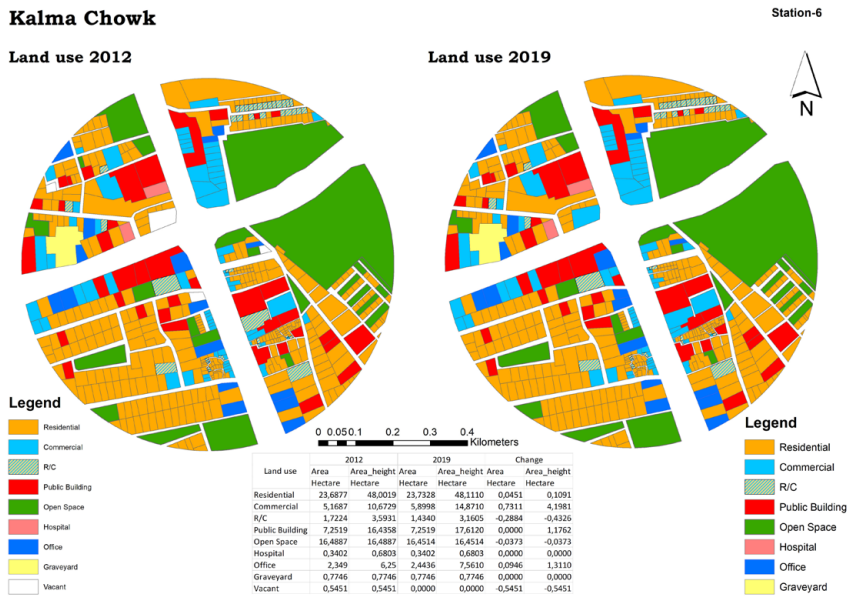 Kalma Chowk
Station-6
Land use 2012
Land use 2019
N
Legend
Residential
Commercial
R/C
Public Building
Open Space
Hospital
Office
Graveyard
Vacant
0 0.05 0.1 0.2 0.3 0.4 Kilometers
2012 2019 Change
Land use Area Area_height Area Area_height Area Area_height
Hectare Hectare Hectare Hectare Hectare Hectare
Residential 23,6877 48,0019 23,7328 48,1110 0,0451 0,1091
Commercial 5,1687 10,6729 5,8998 14,8710 0,7311 4,1981
R/C 1,7224 3,5931 1,4340 3,1605 -0,2884 -0,4326
Public Building 7,2519 16,4358 7,2519 17,6120 0,0000 1,1762
Open Space 16,4887 16,4887 16,4514 16,4514 -0,0373 -0,0373
Hospital 0,3402 0,6803 0,3402 0,6803 0,0000 0,0000
Office 2,349 6,25 2,4436 7,5610 0,0946 1,3110
Graveyard 0,7746 0,7746 0,7746 0,7746 0,0000 0,0000
Vacant 0,5451 0,5451 0,0000 0,0000 -0,5451 -0,5451
Legend
Residential
Commercial
R/C
Public Building
Open Space
Hospital
Office
Graveyard